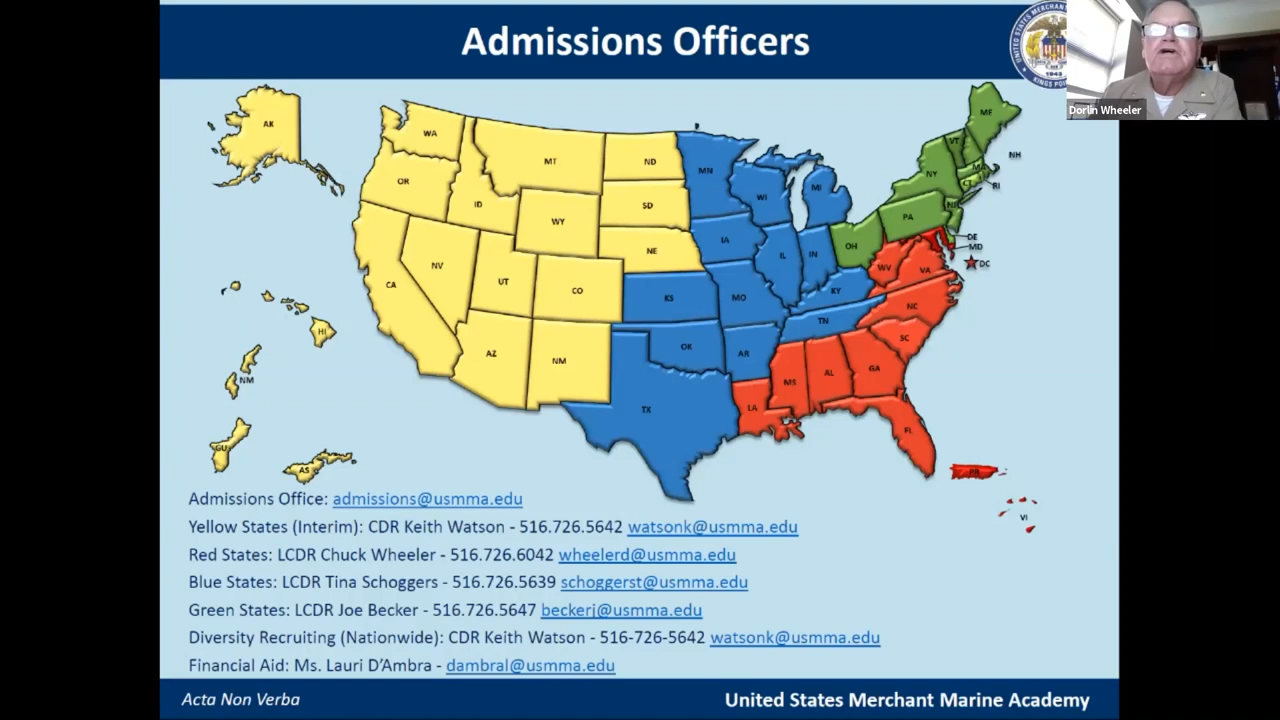 Admissions Officers
UNITED STATES MERCHANT
1943
KINGS
Dorlin Wheeler
AK
WA
MT
ND
MN
ME
VT
NH
OR
ID
WY
SD
WI
MI
NY
MA
CT
RI
NE
IA
PA
NJ
NV
UT
CO
IL
IN
OH
DE
MD
DC
CA
KS
MO
KY
WV
VA
HI
AZ
NM
OK
AR
TN
NC
SC
NM
TX
LA
MS
AL
GA
FL
GU
AS
PR
VI
Admissions Office: admissions@usmma.edu
Yellow States (Interim): CDR Keith Watson - 516.726.5642 watsonk@usmma.edu
Red States: LCDR Chuck Wheeler - 516.726.6042 wheelerd@usmma.edu
Blue States: LCDR Tina Schoggers - 516.726.5639 schoggerst@usmma.edu
Green States: LCDR Joe Becker - 516.726.5647 beckerj@usmma.edu
Diversity Recruiting (Nationwide): CDR Keith Watson - 516-726-5642 watsonk@usmma.edu
Financial Aid: Ms. Lauri D'Ambra - dambral@usmma.edu
Acta Non Verba
United States Merchant Marine Academy